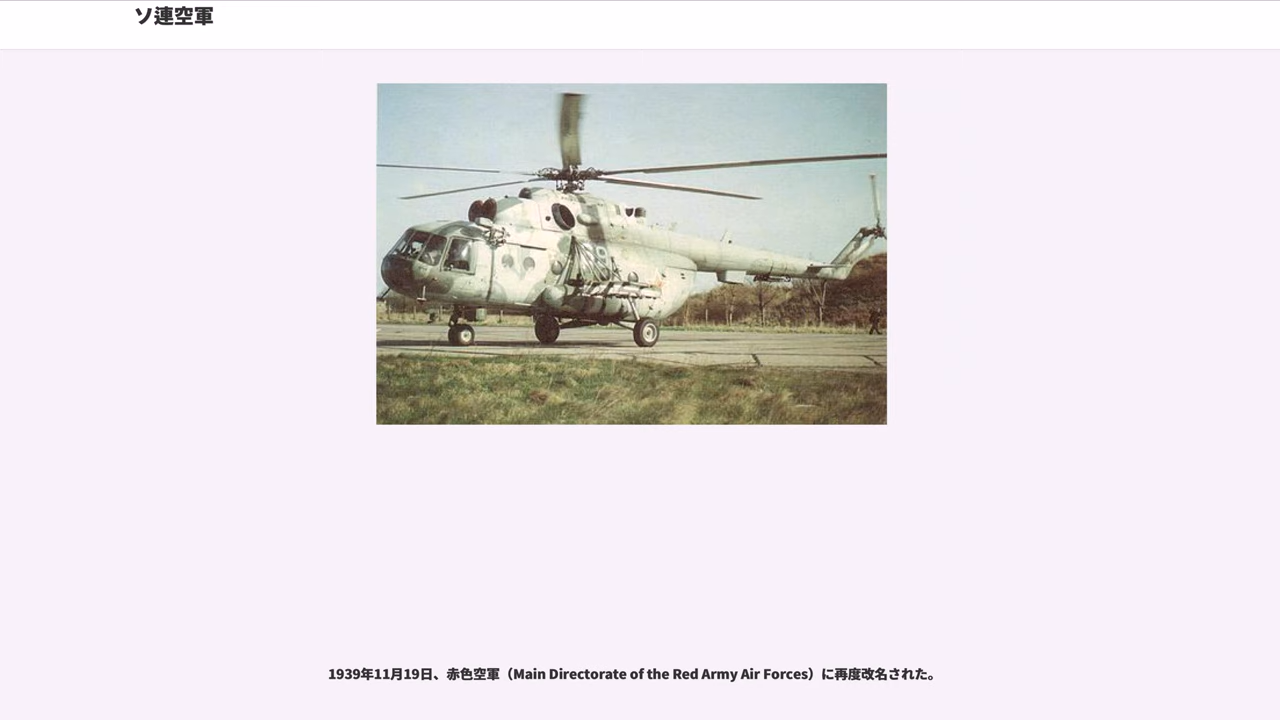 ソ連空軍
1939年11月19日、赤色空軍（Main Directorate of the Red Army Air Forces）に再度改名された。